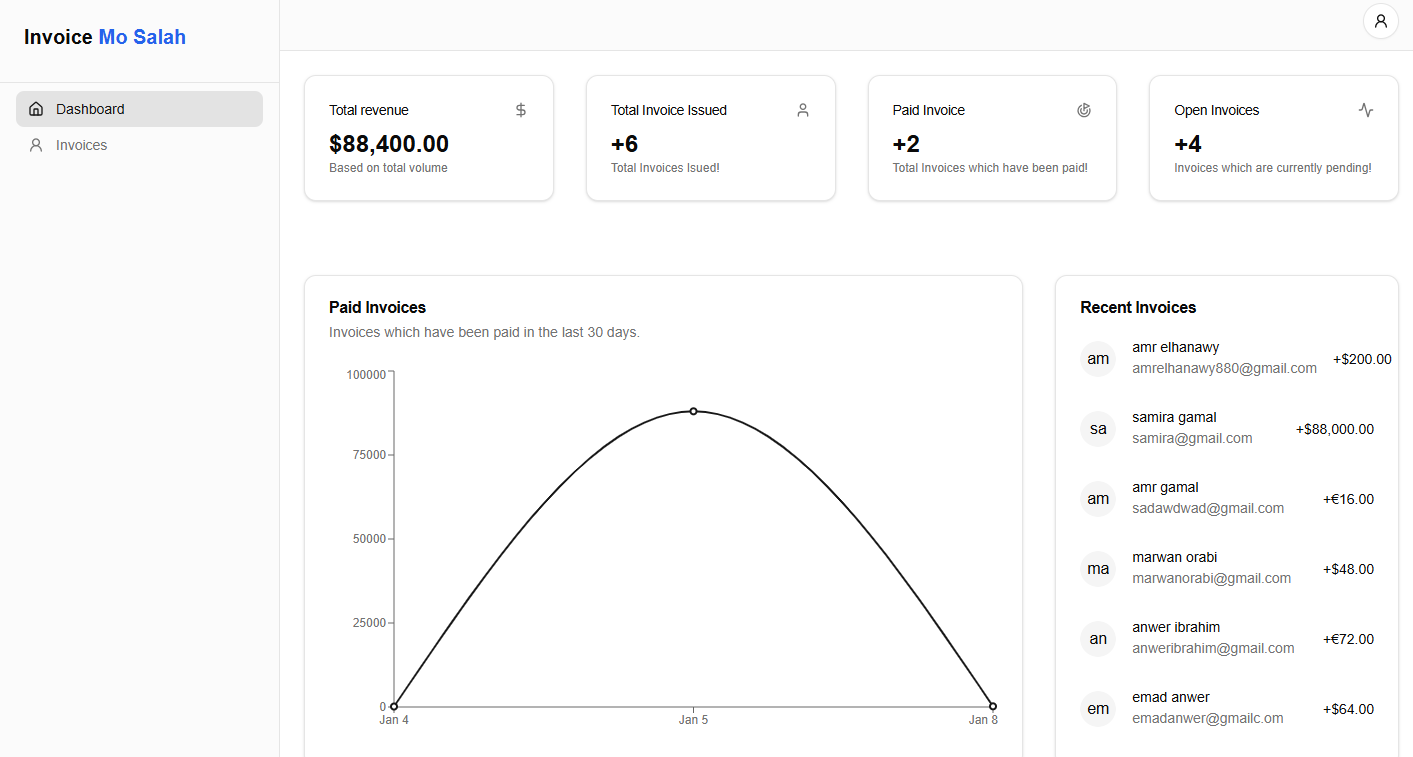 Invoice Mo Salah
Dashboard
Invoices
Total revenue
$88,400.00
Based on total volume
Total Invoice Issued
+6
Total Invoices Isued!
Paid Invoice
+2
Total Invoices which have been paid!
Open Invoices
+4
Invoices which are currently pending!
Paid Invoices
Invoices which have been paid in the last 30 days.
100000
75000
50000
25000
0
Jan 4
Jan 5
Jan 8
Recent Invoices
am
amr elhanawy
amrelhanawy880@gmail.com
+$200.00
sa
samira gamal
samira@gmail.com
+$88,000.00
am
amr gamal
sadawdwad@gmail.com
+€16.00
ma
marwan orabi
marwanorabi@gmail.com
+$48.00
an
anwer ibrahim
anweribrahim@gmail.com
+€72.00
em
emad anwer
emadanwer@gmailc.om
+$64.00